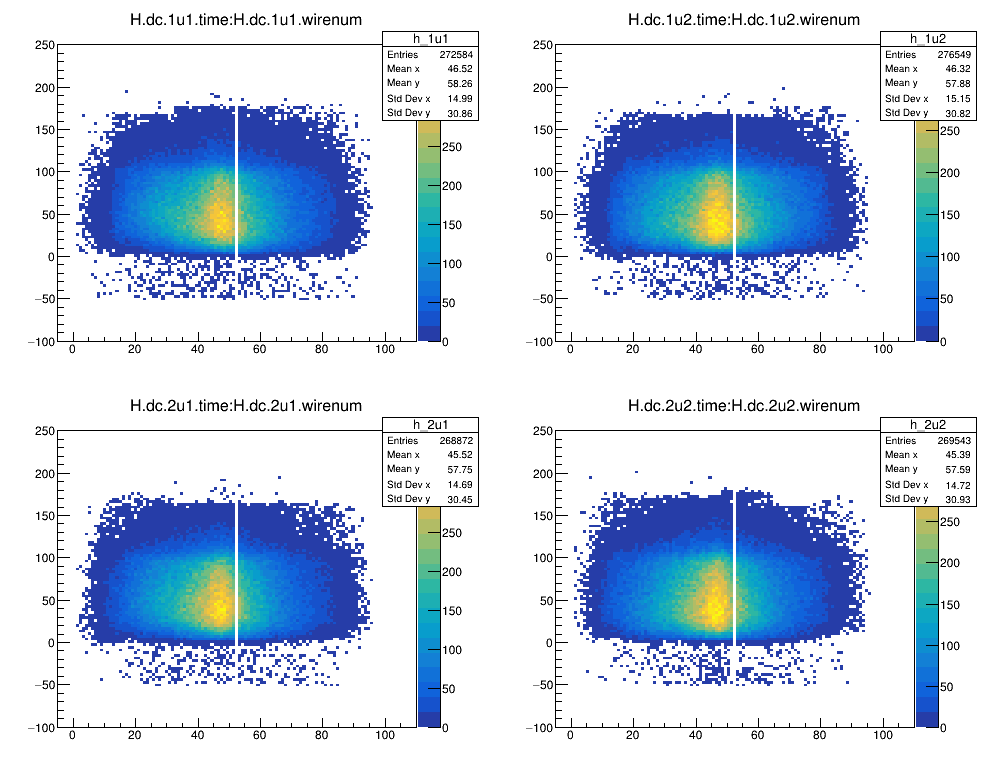 H.dc.1u1.time:H.dc.1u1.wirenum
h_1u1
Entries 272584
Mean x 46.52
Mean y 58.26
Std Dev x 14.99
Std Dev y 30.86
250
200
150
100
50
0
−50
−100
0 20 40 60 80 100
250
200
150
100
50
0
H.dc.1u2.time:H.dc.1u2.wirenum
h_1u2
Entries 276549
Mean x 46.32
Mean y 57.88
Std Dev x 15.15
Std Dev y 30.82
250
200
150
100
50
0
−50
−100
0 20 40 60 80 100
250
200
150
100
50
0
H.dc.2u1.time:H.dc.2u1.wirenum
h_2u1
Entries 268872
Mean x 45.52
Mean y 57.75
Std Dev x 14.69
Std Dev y 30.45
250
200
150
100
50
0
−50
−100
0 20 40 60 80 100
250
200
150
100
50
0
H.dc.2u2.time:H.dc.2u2.wirenum
h_2u2
Entries 269543
Mean x 45.39
Mean y 57.59
Std Dev x 14.72
Std Dev y 30.93
250
200
150
100
50
0
−50
−100
0 20 40 60 80 100
250
200
150
100
50
0